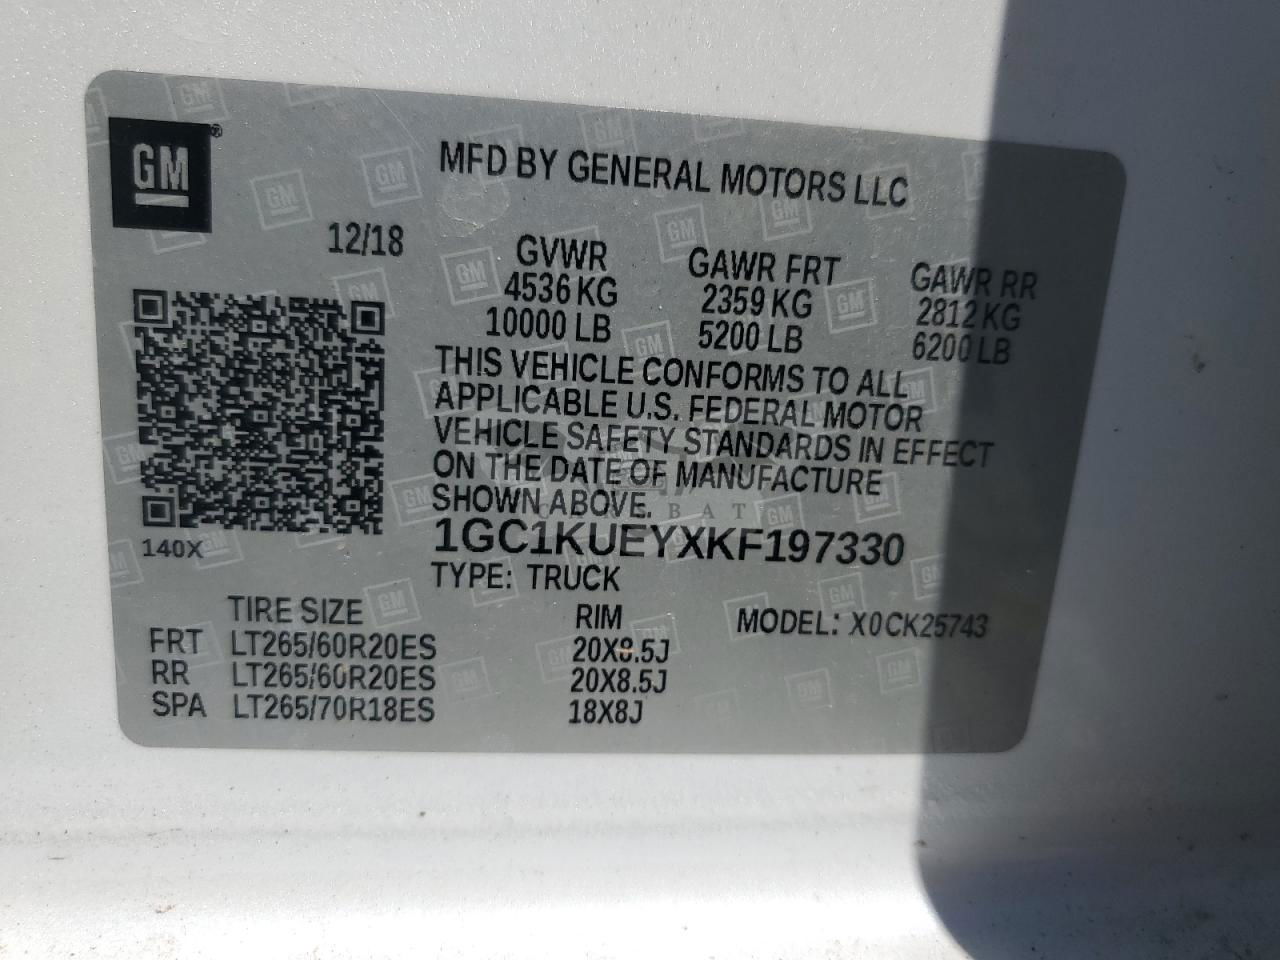 GM®
MFD BY GENERAL MOTORS LLC
12/18
GVWR GAWR FRT GAWR RR
4536 KG 2359 KG 2812 KG
10000 LB 5200 LB 6200 LB
THIS VEHICLE CONFORMS TO ALL
APPLICABLE U.S. FEDERAL MOTOR
VEHICLE SAFETY STANDARDS IN EFFECT
ON THE DATE OF MANUFACTURE
SHOWN ABOVE.
1GC1KUEYXKF197330
140X
TYPE: TRUCK
TIRE SIZE RIM MODEL: X0CK25743
FRT LT265/60R20ES 20X8.5J
RR LT265/60R20ES 20X8.5J
SPA LT265/70R18ES 18X8J